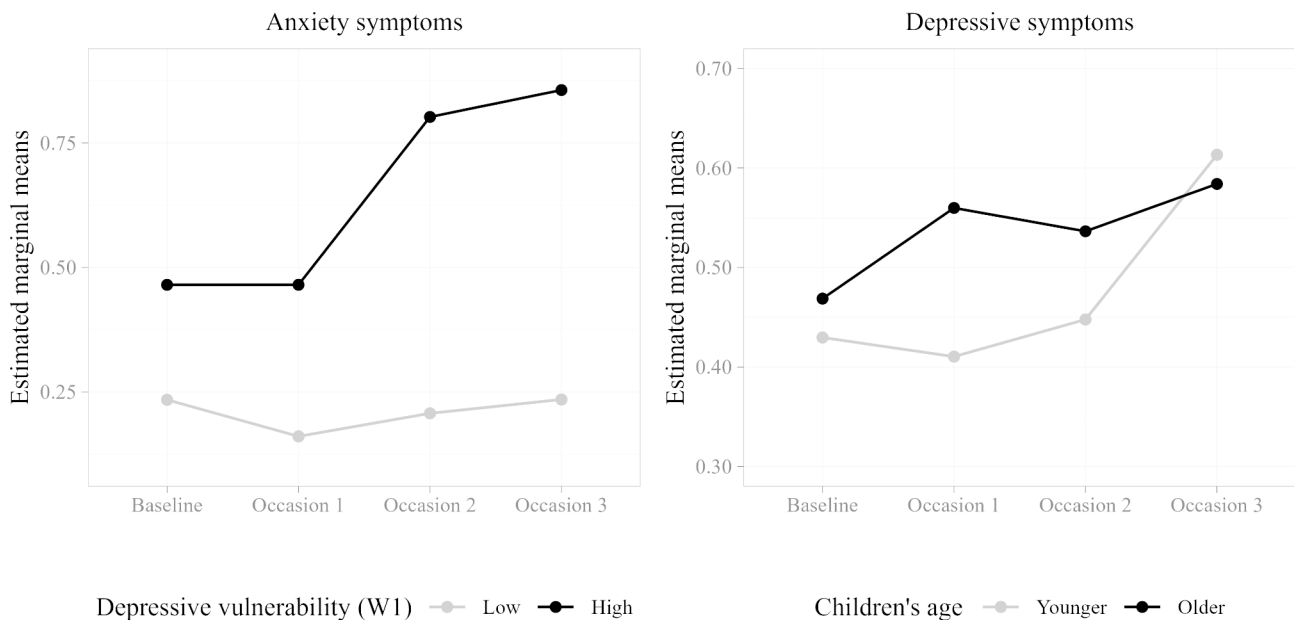 Anxiety symptoms
Estimated marginal means
0.75
0.50
0.25
Baseline Occasion 1 Occasion 2 Occasion 3
Depressive vulnerability (W1) Low High
Depressive symptoms
Estimated marginal means
0.70
0.60
0.50
0.40
0.30
Baseline Occasion 1 Occasion 2 Occasion 3
Children's age Younger Older